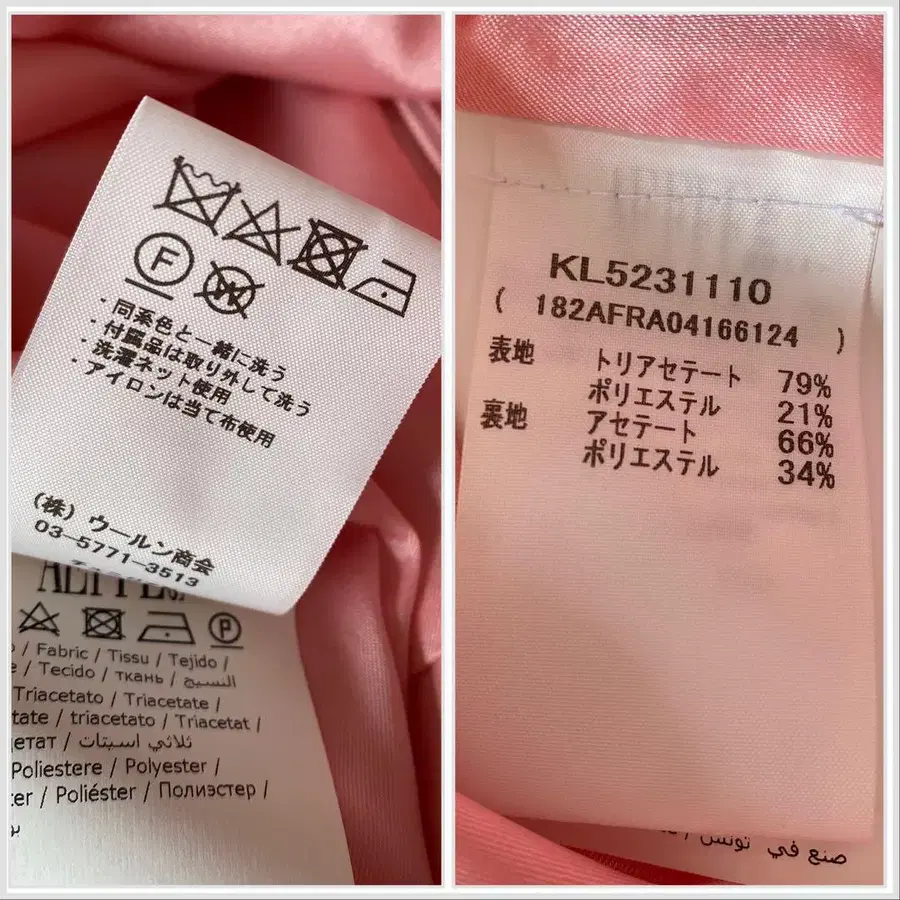 F
W
・同系色と一緒に洗う
・付属品は取り外して洗う
・洗濯ネット使用
アイロンは当て布使用
(株) ウールン商会
03-5771-3513
P
/ Fabric / Tissu / Tejido /
/ Tecido / ткань / النسيج
Triacetato / Triacetate /
/ triacetato / Triacetat /
/ ثلاثي اسيتات
Poliestere / Polyester /
/ Poliéster / Полиэстер /
KL5231110
( 182AFRA04166124 )
表地 トリアセテート 79%
ポリエステル 21%
裏地 アセテート 66%
ポリエステル 34%
صنع في تونس /